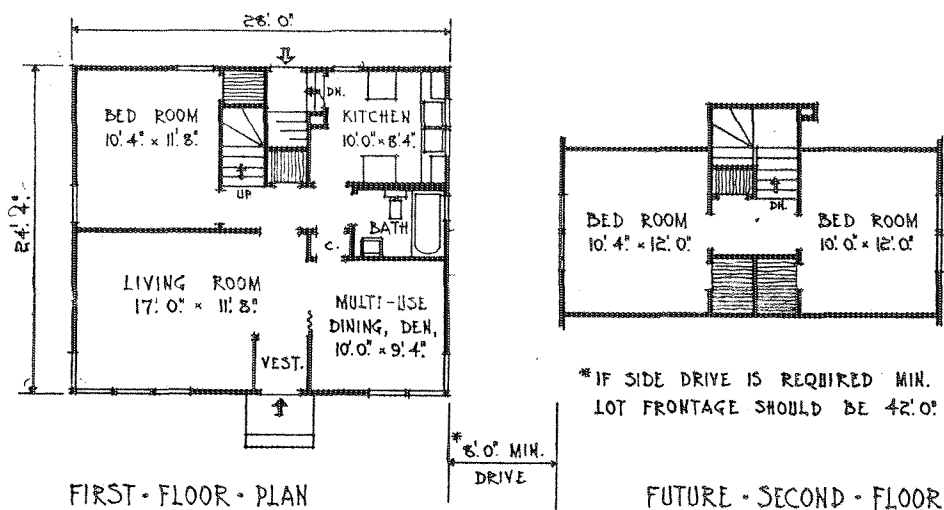 28'. 0"
DN.
BED ROOM
10'. 4" × 11'. 8"
KITCHEN
10'. 0" × 8'. 4"
UP
24'. 4"
BATH
C.
LIVING ROOM
17'. 0" × 11'. 8"
MULTI-USE
DINING, DEN,
10'. 0" × 9'. 4"
VEST.
* 8'. 0" MIN.
DRIVE
FIRST - FLOOR - PLAN
DN.
BED ROOM
10'. 4" × 12'. 0"
BED ROOM
10'. 0" × 12'. 0"
* IF SIDE DRIVE IS REQUIRED MIN.
LOT FRONTAGE SHOULD BE 42'. 0"
FUTURE - SECOND - FLOOR